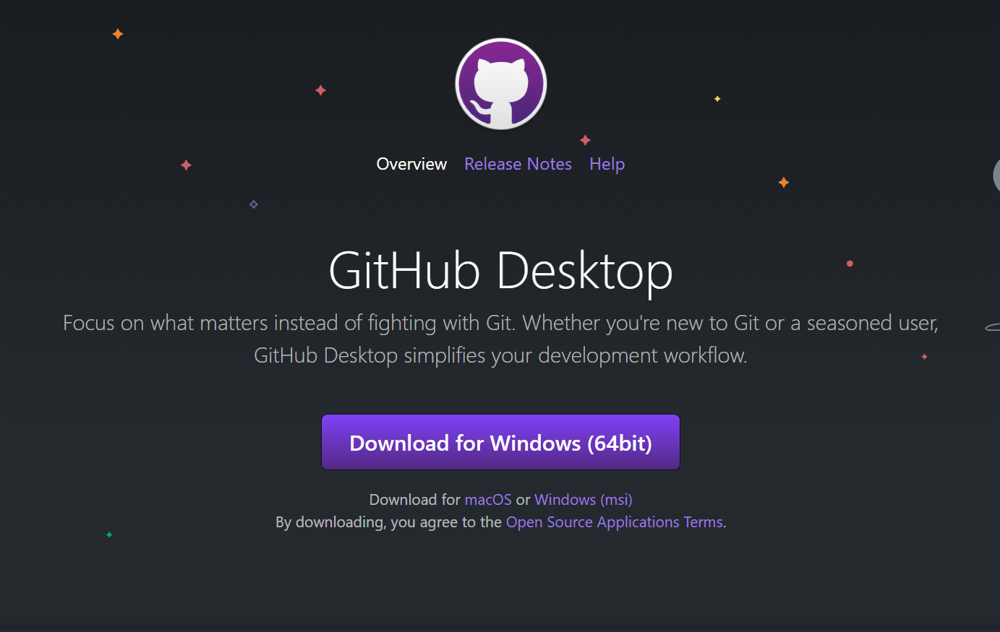 Overview Release Notes Help
GitHub Desktop
Focus on what matters instead of fighting with Git. Whether you're new to Git or a seasoned user,
GitHub Desktop simplifies your development workflow.
Download for Windows (64bit)
Download for macOS or Windows (msi)
By downloading, you agree to the Open Source Applications Terms.